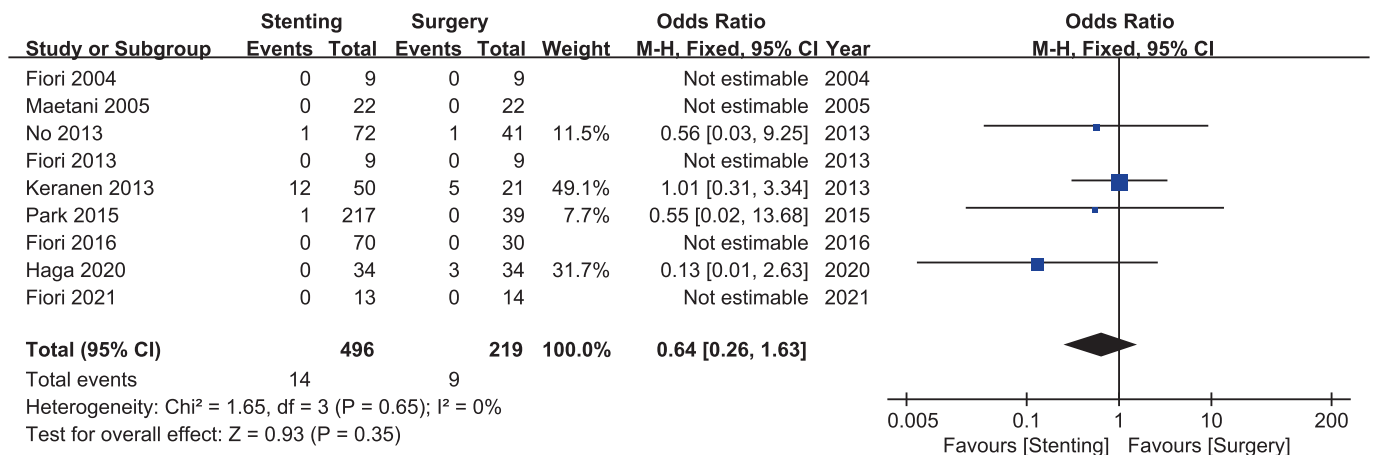 Stenting Surgery Odds Ratio Odds Ratio
Study or Subgroup Events Total Events Total Weight M-H, Fixed, 95% CI Year M-H, Fixed, 95% CI
Fiori 2004 0 9 0 9 Not estimable 2004
Maetani 2005 0 22 0 22 Not estimable 2005
No 2013 1 72 1 41 11.5% 0.56 [0.03, 9.25] 2013
Fiori 2013 0 9 0 9 Not estimable 2013
Keranen 2013 12 50 5 21 49.1% 1.01 [0.31, 3.34] 2013
Park 2015 1 217 0 39 7.7% 0.55 [0.02, 13.68] 2015
Fiori 2016 0 70 0 30 Not estimable 2016
Haga 2020 0 34 3 34 31.7% 0.13 [0.01, 2.63] 2020
Fiori 2021 0 13 0 14 Not estimable 2021
Total (95% CI) 496 219 100.0% 0.64 [0.26, 1.63]
Total events 14 9
Heterogeneity: Chi² = 1.65, df = 3 (P = 0.65); I² = 0%
Test for overall effect: Z = 0.93 (P = 0.35)
0.005 0.1 1 10 200
Favours [Stenting] Favours [Surgery]